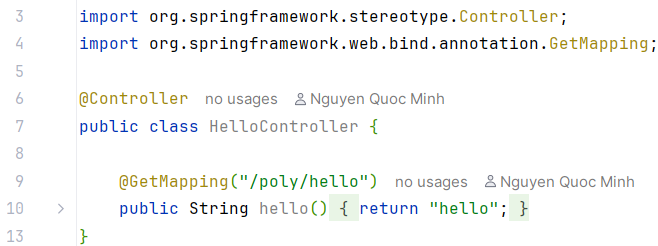 3 import org.springframework.stereotype.Controller;
4 import org.springframework.web.bind.annotation.GetMapping;
5
6 @Controller no usages Nguyen Quoc Minh
7 public class HelloController {
8
9 @GetMapping("/poly/hello") no usages Nguyen Quoc Minh
10 > public String hello() { return "hello"; }
13 }